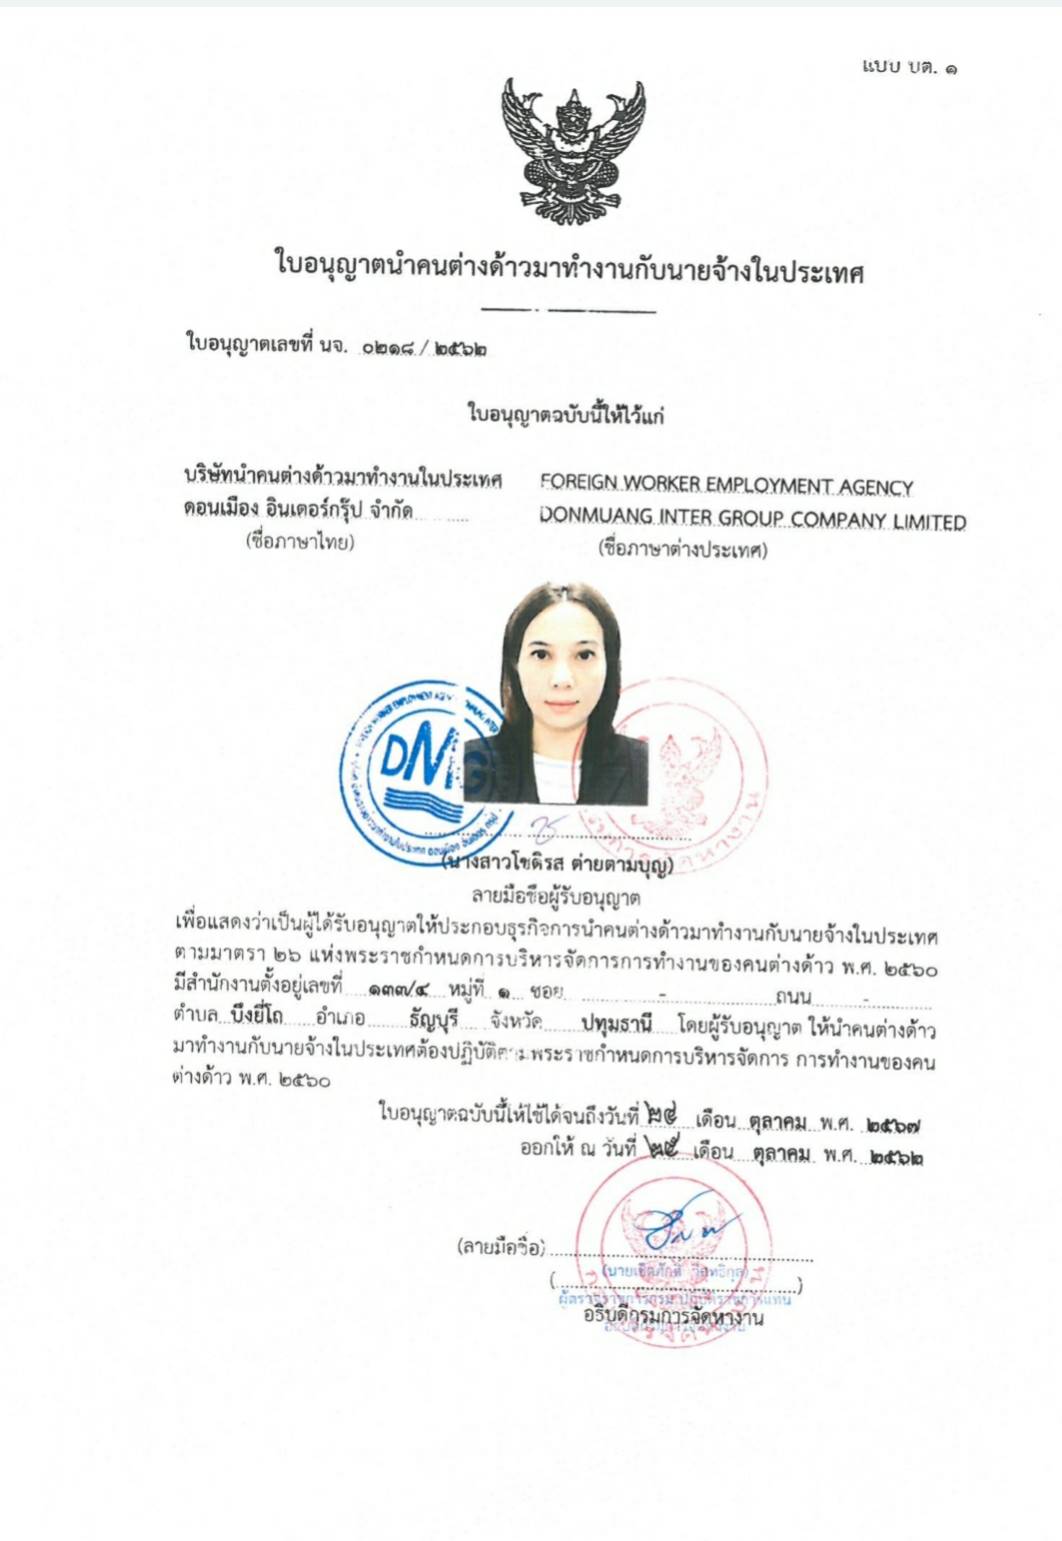 แบบ บต. ๑
ใบอนุญาตนำคนต่างด้าวมาทำงานกับนายจ้างในประเทศ
ใบอนุญาตเลขที่ นจ. ๐๒๑๘ / ๒๕๖๒
ใบอนุญาตฉบับนี้ให้ไว้แก่
บริษัทนำคนต่างด้าวมาทำงานในประเทศ FOREIGN WORKER EMPLOYMENT AGENCY
ดอนเมือง อินเตอร์กรุ๊ป จำกัด DONMUANG INTER GROUP COMPANY LIMITED
(ชื่อภาษาไทย) (ชื่อภาษาต่างประเทศ)
DMG
(นางสาวโชติรส ต่ายตามบุญ)
ลายมือชื่อผู้รับอนุญาต
เพื่อแสดงว่าเป็นผู้ได้รับอนุญาตให้ประกอบธุรกิจการนำคนต่างด้าวมาทำงานกับนายจ้างในประเทศ
ตามมาตรา ๒๖ แห่งพระราชกำหนดการบริหารจัดการการทำงานของคนต่างด้าว พ.ศ. ๒๕๖๐
มีสำนักงานตั้งอยู่เลขที่ ๑๓๓/๔ หมู่ที่ ๑ ซอย - ถนน -
ตำบล บึงยี่โถ อำเภอ ธัญบุรี จังหวัด ปทุมธานี โดยผู้รับอนุญาต ให้นำคนต่างด้าว
มาทำงานกับนายจ้างในประเทศต้องปฏิบัติตามพระราชกำหนดการบริหารจัดการ การทำงานของคน
ต่างด้าว พ.ศ. ๒๕๖๐
ใบอนุญาตฉบับนี้ให้ใช้ได้จนถึงวันที่ ๒๔ เดือน ตุลาคม พ.ศ. ๒๕๖๗
ออกให้ ณ วันที่ ๒๕ เดือน ตุลาคม พ.ศ. ๒๕๖๒
(ลายมือชื่อ)
อธิบดีกรมการจัดหางาน